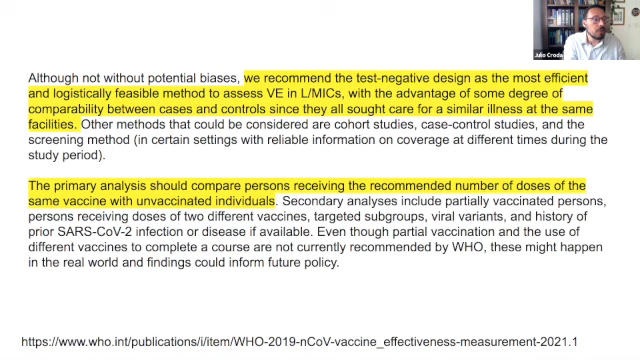 Julio Croda
Although not without potential biases, we recommend the test-negative design as the most efficient
and logistically feasible method to assess VE in L/MICs, with the advantage of some degree of
comparability between cases and controls since they all sought care for a similar illness at the same
facilities. Other methods that could be considered are cohort studies, case-control studies, and the
screening method (in certain settings with reliable information on coverage at different times during the
study period).
The primary analysis should compare persons receiving the recommended number of doses of the
same vaccine with unvaccinated individuals. Secondary analyses include partially vaccinated persons,
persons receiving doses of two different vaccines, targeted subgroups, viral variants, and history of
prior SARS-CoV-2 infection or disease if available. Even though partial vaccination and the use of
different vaccines to complete a course are not currently recommended by WHO, these might happen
in the real world and findings could inform future policy.
https://www.who.int/publications/i/item/WHO-2019-nCoV-vaccine_effectiveness-measurement-2021.1